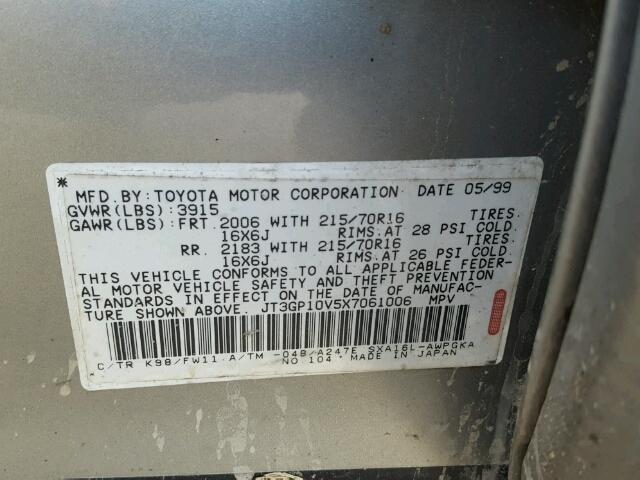 *
MFD. BY: TOYOTA MOTOR CORPORATION DATE 05/99
GVWR(LBS): 3915
GAWR(LBS): FRT. 2006 WITH 215/70R16 TIRES.
16X6J RIMS.AT 28 PSI COLD.
RR. 2183 WITH 215/70R16 TIRES.
16X6J RIMS.AT 26 PSI COLD.
THIS VEHICLE CONFORMS TO ALL APPLICABLE FEDER-
AL MOTOR VEHICLE SAFETY AND THEFT PREVENTION
STANDARDS IN EFFECT ON THE DATE OF MANUFAC-
TURE SHOWN ABOVE. JT3GP10V5X7061006 MPV
C/TR K98/FW11 A/TM -04B/A247E SXA16L-AWPGKA
NO.104 MADE IN JAPAN